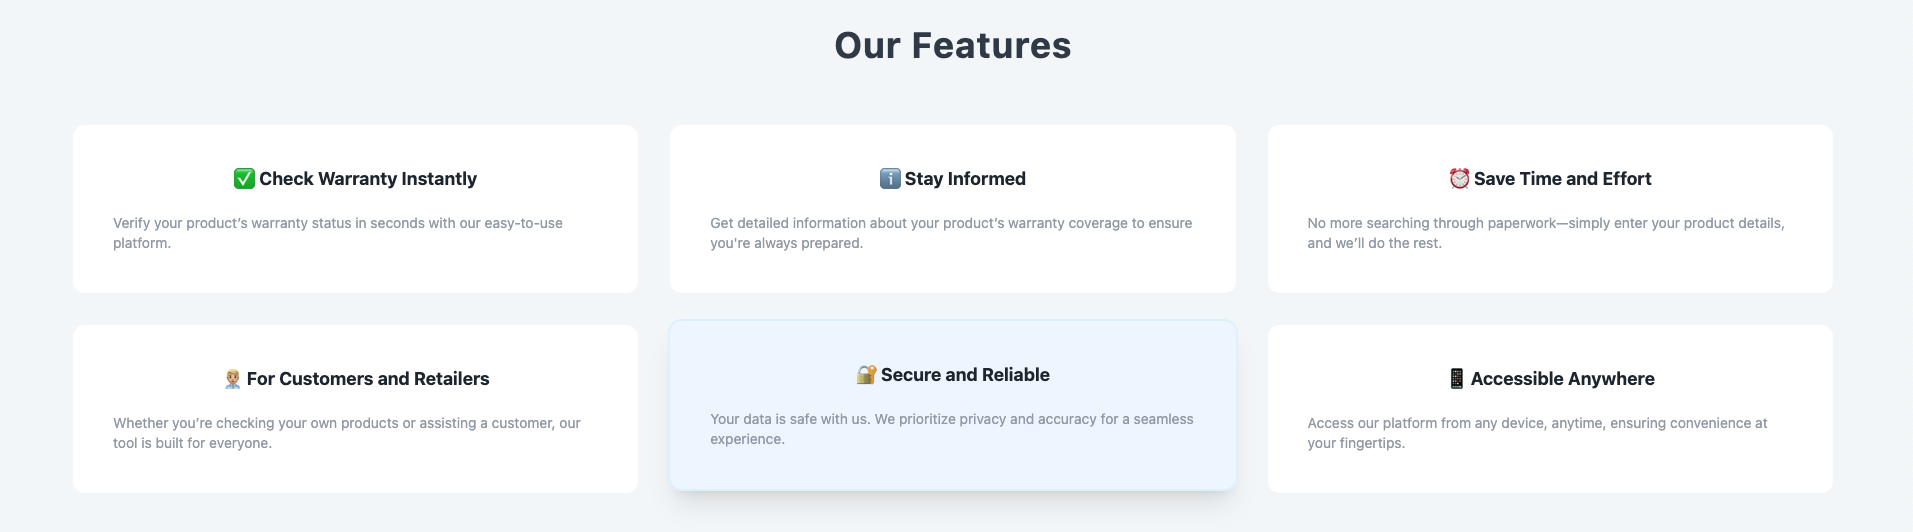 Our Features
✅ Check Warranty Instantly
Verify your product’s warranty status in seconds with our easy-to-use
platform.
ℹ️ Stay Informed
Get detailed information about your product’s warranty coverage to ensure
you're always prepared.
⏰ Save Time and Effort
No more searching through paperwork—simply enter your product details,
and we’ll do the rest.
👨🏼‍💼 For Customers and Retailers
Whether you’re checking your own products or assisting a customer, our
tool is built for everyone.
🔐 Secure and Reliable
Your data is safe with us. We prioritize privacy and accuracy for a seamless
experience.
📱 Accessible Anywhere
Access our platform from any device, anytime, ensuring convenience at
your fingertips.